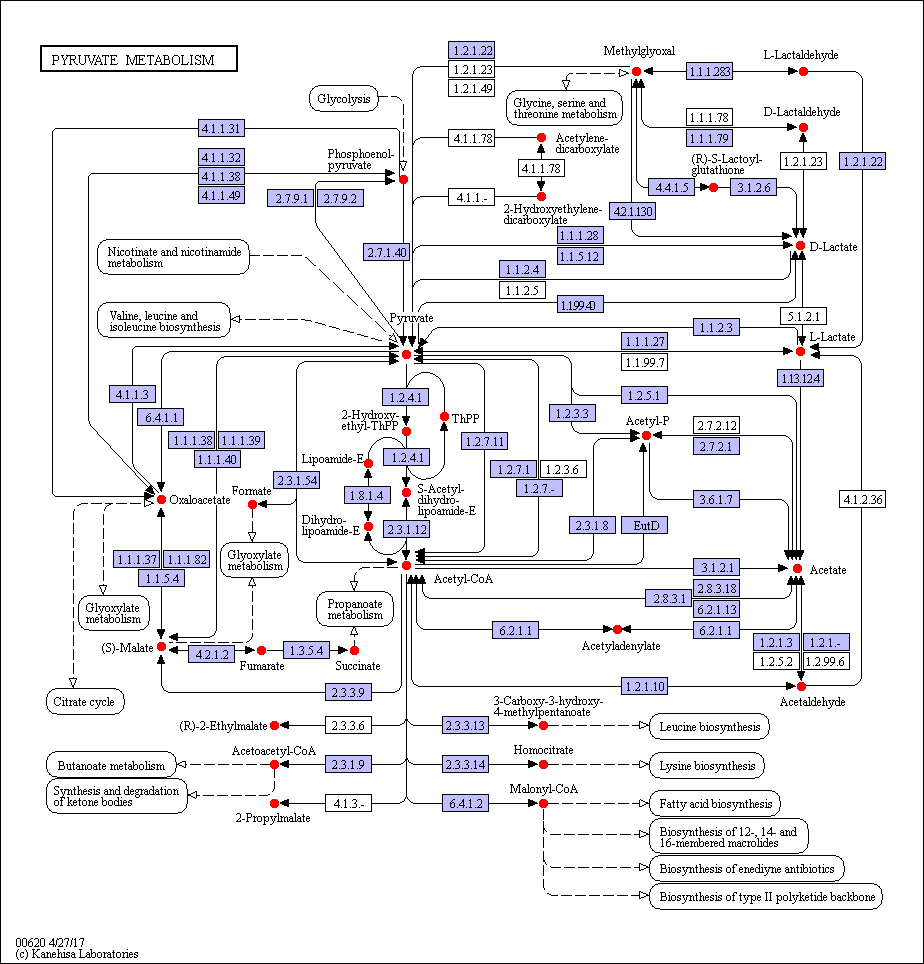 PYRUVATE METABOLISM
1.2.1.22
1.2.1.23
1.2.1.49
Methylglyoxal
1.1.1.283
L-Lactaldehyde
Glycolysis
Glycine, serine and
threonine metabolism
1.1.1.78
1.1.1.79
D-Lactaldehyde
4.1.1.31
4.1.1.78
Acetylene-
dicarboxylate
4.1.1.78
(R)-S-Lactoyl-
glutathione
1.2.1.23
1.2.1.22
4.1.1.32
4.1.1.38
4.1.1.49
Phosphoenol-
pyruvate
2.7.9.1
2.7.9.2
4.1.1.-
2-Hydroxyethylene-
dicarboxylate
4.4.1.5
3.1.2.6
4.2.1.130
Nicotinate and nicotinamide
metabolism
2.7.1.40
1.1.1.28
1.1.5.12
D-Lactate
1.1.2.4
1.1.2.5
1.1.99.40
Valine, leucine and
isoleucine biosynthesis
Pyruvate
5.1.2.1
1.1.2.3
L-Lactate
1.1.1.27
1.1.99.7
1.13.12.4
4.1.1.3
6.4.1.1
1.2.4.1
1.2.5.1
1.2.3.3
2-Hydroxy-
ethyl-ThPP
ThPP
Acetyl-P
2.7.2.12
2.7.2.1
1.1.1.38
1.1.1.39
1.1.1.40
1.2.7.11
Lipoamide-E
1.2.4.1
1.2.7.1
1.2.3.6
1.2.7.-
2.3.1.54
Formate
Oxaloacetate
1.8.1.4
S-Acetyl-
dihydro-
lipoamide-E
3.6.1.7
4.1.2.36
Dihydro-
lipoamide-E
2.3.1.12
2.3.1.8
EutD
1.1.1.37
1.1.1.82
1.1.5.4
Glyoxylate
metabolism
Acetyl-CoA
3.1.2.1
Acetate
2.8.3.18
2.8.3.1
6.2.1.13
Glyoxylate
metabolism
Propanoate
metabolism
6.2.1.1
6.2.1.1
Acetyladenylate
(S)-Malate
4.2.1.2
Fumarate
1.3.5.4
Succinate
1.2.1.3
1.2.1.-
1.2.5.2
1.2.99.6
2.3.3.9
1.2.1.10
Acetaldehyde
Citrate cycle
(R)-2-Ethylmalate
2.3.3.6
2.3.3.13
3-Carboxy-3-hydroxy-
4-methylpentanoate
Leucine biosynthesis
Butanoate metabolism
Acetoacetyl-CoA
2.3.1.9
2.3.3.14
Homocitrate
Lysine biosynthesis
Synthesis and degradation
of ketone bodies
2-Propylmalate
4.1.3.-
6.4.1.2
Malonyl-CoA
Fatty acid biosynthesis
Biosynthesis of 12-, 14- and
16-membered macrolides
Biosynthesis of enediyne antibiotics
Biosynthesis of type II polyketide backbone
00620 4/27/17
(c) Kanehisa Laboratories